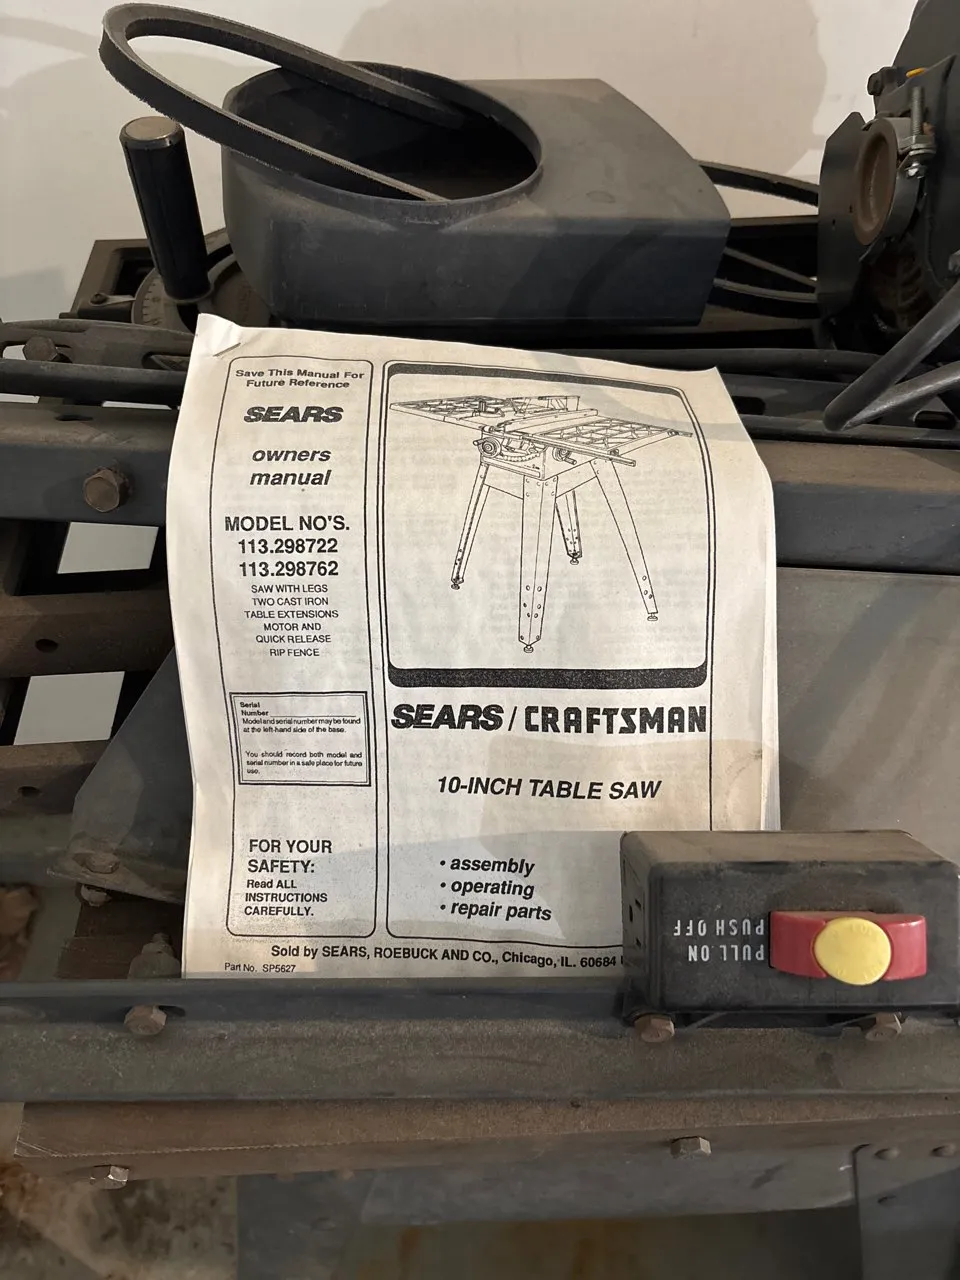 Save This Manual For
Future Reference
SEARS
owners
manual
MODEL NO'S.
113.298722
113.298762
SAW WITH LEGS
TWO CAST IRON
TABLE EXTENSIONS
MOTOR AND
QUICK RELEASE
RIP FENCE
Serial
Number
Model and serial number may be found
at the left-hand side of the base.
You should record both model and
serial number in a safe place for future
use.
FOR YOUR
SAFETY:
Read ALL
INSTRUCTIONS
CAREFULLY.
SEARS / CRAFTSMAN
10-INCH TABLE SAW
• assembly
• operating
• repair parts
Sold by SEARS, ROEBUCK AND CO., Chicago, IL. 60684
Part No. SP5627
PULL ON
PUSH OFF